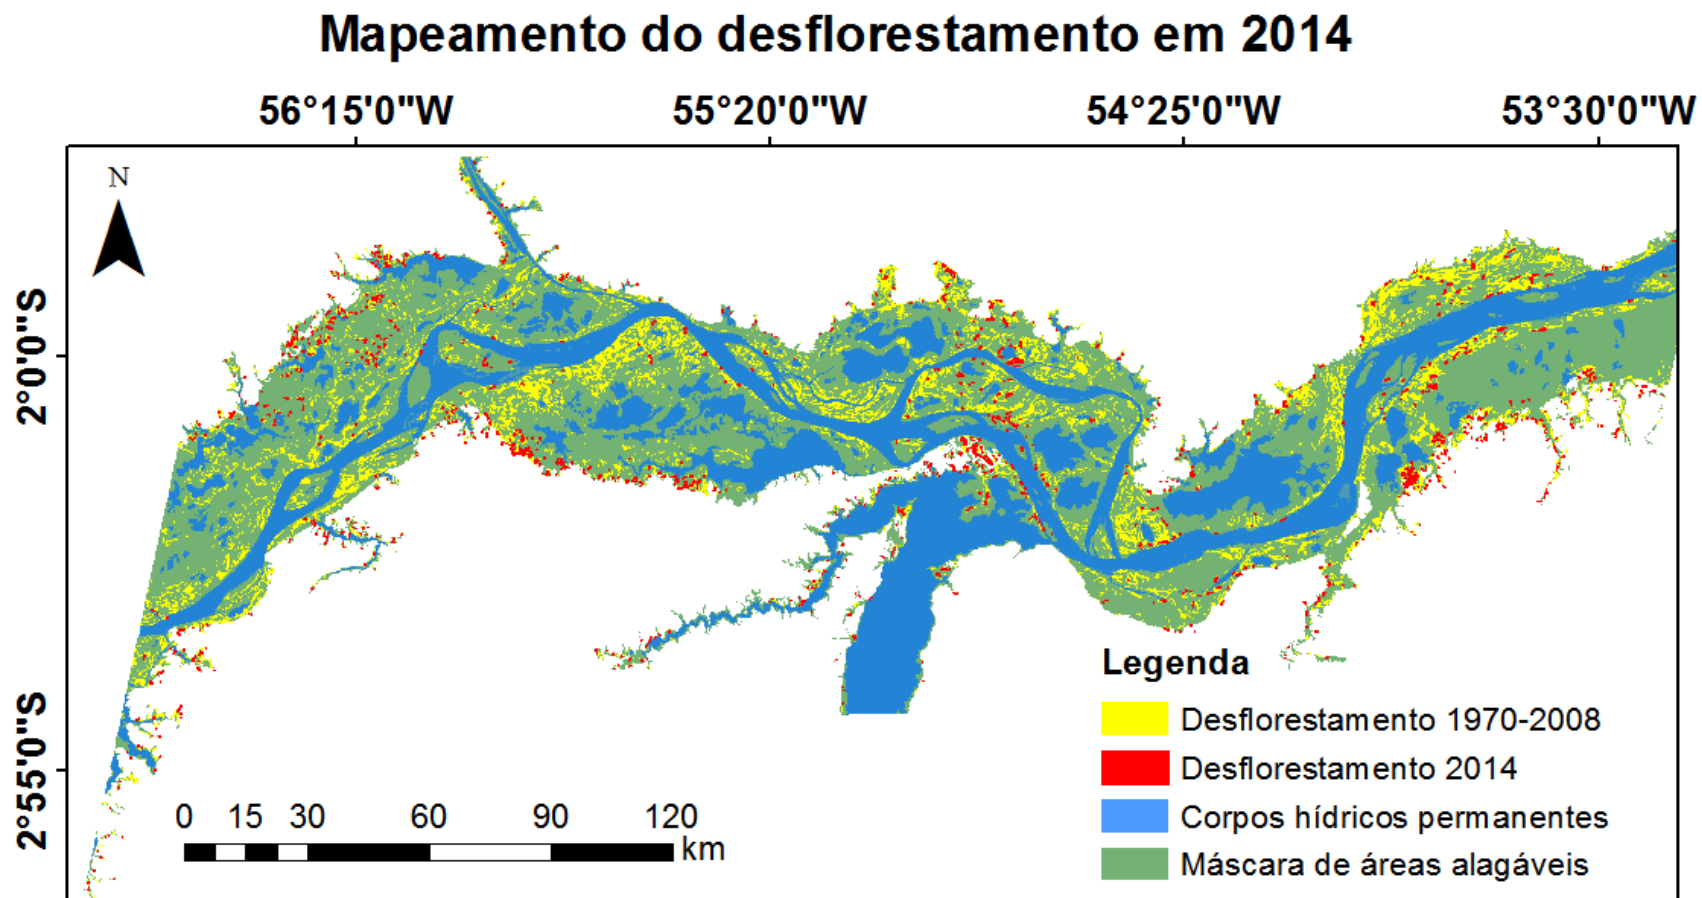 Mapeamento do desflorestamento em 2014
56°15'0"W 55°20'0"W 54°25'0"W 53°30'0"W
N
2°0'0"S
2°55'0"S
Legenda
Desflorestamento 1970-2008
Desflorestamento 2014
Corpos hídricos permanentes
Máscara de áreas alagáveis
0 15 30 60 90 120
km